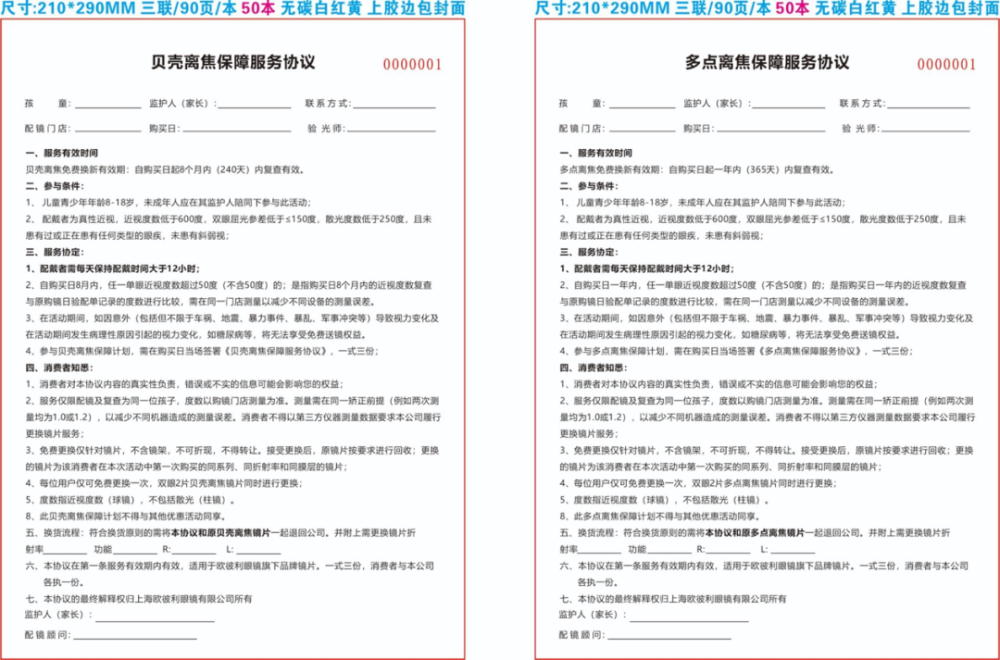 尺寸:210*290MM 三联/90页/本 50本 无碳白红黄 上胶边包封面
贝壳离焦保障服务协议 0000001
孩 童: 监护人（家长）: 联系方式:
配镜门店: 购买日: 验 光 师:
一、服务有效时间
贝壳离焦免费换新有效期：自购买日起8个月内（240天）内复查有效。
二、参与条件：
1、 儿童青少年年龄8-18岁，未成年人应在其监护人陪同下参与此活动；
2、 配戴者为真性近视，近视度数低于600度，双眼屈光参差低于≤150度，散光度数低于250度，且未
患有过或正在患有任何类型的眼疾，未患有斜弱视；
三、服务协定：
1、配戴者需每天保持配戴时间大于12小时；
2、自购买日8月内，任一单眼近视度数超过50度（不含50度）的；是指购买日8个月内的近视度数复查
与原购镜日验配单记录的度数进行比较，需在同一门店测量以减少不同设备的测量误差。
3、在活动期间，如因意外（包括但不限于车祸、地震、暴力事件、暴乱、军事冲突等）导致视力变化及
在活动期间发生病理性原因引起的视力变化，如糖尿病等，将无法享受免费送镜权益。
4、参与贝壳离焦保障计划，需在购买日当场签署《贝壳离焦保障服务协议》，一式三份；
四、消费者知悉：
1、消费者对本协议内容的真实性负责，错误或不实的信息可能会影响您的权益；
2、服务仅限配镜及复查为同一位孩子，度数以购镜门店测量为准。测量需在同一矫正前提（例如两次测
量均为1.0或1.2），以减少不同机器造成的测量误差。消费者不得以第三方仪器测量数据要求本公司履行
更换镜片服务；
3、免费更换仅针对镜片，不含镜架，不可折现，不得转让。接受更换后，原镜片按要求进行回收；更换
的镜片为该消费者在本次活动中第一次购买的同系列、同折射率和同膜层的镜片；
4、每位用户仅可免费更换一次，双眼2片贝壳离焦镜片同时进行更换；
5、度数指近视度数（球镜），不包括散光（柱镜）。
8、此贝壳离焦保障计划不得与其他优惠活动同享。
五、换货流程：符合换货原则的需将本协议和原贝壳离焦镜片一起退回公司。并附上需更换镜片折
射率 功能 R: L:
六、本协议在第一条服务有效期内有效，适用于欧彼利眼镜旗下品牌镜片。一式三份，消费者与本公司
各执一份。
七、本协议的最终解释权归上海欧彼利眼镜有限公司所有
监护人（家长）:
配 镜 顾 问:
尺寸:210*290MM 三联/90页/本 50本 无碳白红黄 上胶边包封面
多点离焦保障服务协议 0000001
孩 童: 监护人（家长）: 联系方式:
配镜门店: 购买日: 验 光 师:
一、服务有效时间
多点离焦免费换新有效期：自购买日起一年内（365天）内复查有效。
二、参与条件：
1、 儿童青少年年龄8-18岁，未成年人应在其监护人陪同下参与此活动；
2、 配戴者为真性近视，近视度数低于600度，双眼屈光参差低于≤150度，散光度数低于250度，且未
患有过或正在患有任何类型的眼疾，未患有斜弱视；
三、服务协定：
1、配戴者需每天保持配戴时间大于12小时；
2、自购买日一年内，任一单眼近视度数超过50度（不含50度）的；是指购买日一年内的近视度数复查
与原购镜日验配单记录的度数进行比较，需在同一门店测量以减少不同设备的测量误差。
3、在活动期间，如因意外（包括但不限于车祸、地震、暴力事件、暴乱、军事冲突等）导致视力变化及
在活动期间发生病理性原因引起的视力变化，如糖尿病等，将无法享受免费送镜权益。
4、参与多点离焦保障计划，需在购买日当场签署《多点离焦保障服务协议》，一式三份；
四、消费者知悉：
1、消费者对本协议内容的真实性负责，错误或不实的信息可能会影响您的权益；
2、服务仅限配镜及复查为同一位孩子，度数以购镜门店测量为准。测量需在同一矫正前提（例如两次测
量均为1.0或1.2），以减少不同机器造成的测量误差。消费者不得以第三方仪器测量数据要求本公司履行
更换镜片服务；
3、免费更换仅针对镜片，不含镜架，不可折现，不得转让。接受更换后，原镜片按要求进行回收；更换
的镜片为该消费者在本次活动中第一次购买的同系列、同折射率和同膜层的镜片；
4、每位用户仅可免费更换一次，双眼2片多点离焦镜片同时进行更换；
5、度数指近视度数（球镜），不包括散光（柱镜）。
8、此多点离焦保障计划不得与其他优惠活动同享。
五、换货流程：符合换货原则的需将本协议和原多点离焦镜片一起退回公司。并附上需更换镜片折
射率 功能 R: L:
六、本协议在第一条服务有效期内有效，适用于欧彼利眼镜旗下品牌镜片。一式三份，消费者与本公司
各执一份。
七、本协议的最终解释权归上海欧彼利眼镜有限公司所有
监护人（家长）:
配 镜 顾 问: